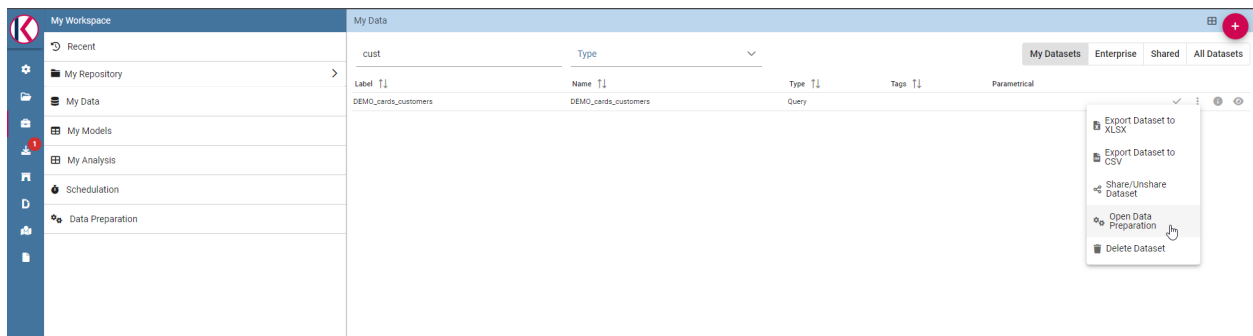 My Workspace
My Data
Recent
My Repository
My Data
My Models
My Analysis
Schedulation
Data Preparation
1
D
cust
Type
My Datasets Enterprise Shared All Datasets
Label Name Type Tags Parametrical
DEMO_cards_customers DEMO_cards_customers Query
Export Dataset to
XLSX
Export Dataset to
CSV
Share/Unshare
Dataset
Open Data
Preparation
Delete Dataset